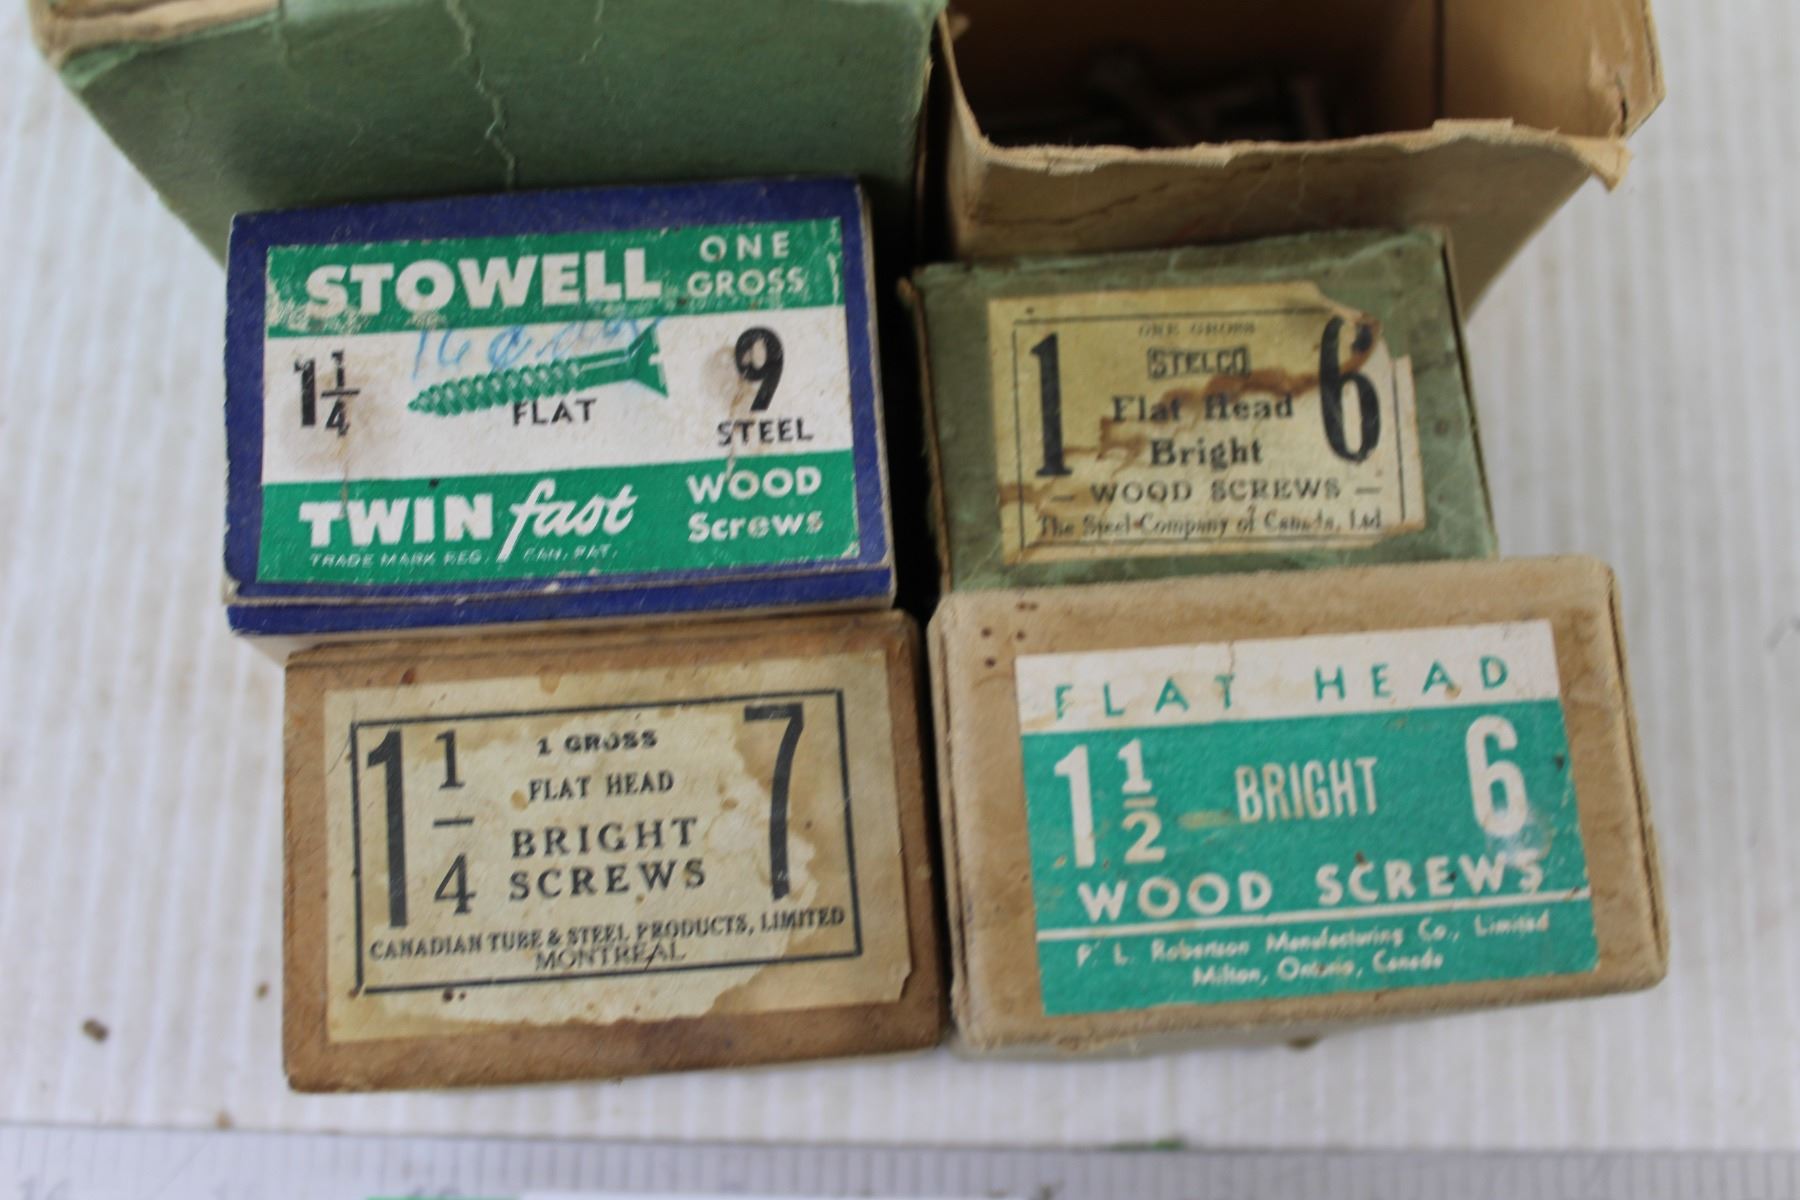 STOWELL ONE GROSS
1 1/4 FLAT 9 STEEL
TWIN fast WOOD Screws
TRADE MARK REG. CAN. PAT.
ONE GROSS
STELCO
1 Flat Head 6
Bright
— WOOD SCREWS —
The Steel Company of Canada, Ltd.
1 GROSS
1 1/4 FLAT HEAD 7
BRIGHT
SCREWS
CANADIAN TUBE & STEEL PRODUCTS, LIMITED
MONTREAL
FLAT HEAD
1 1/2 BRIGHT 6
WOOD SCREWS
P. L. Robertson Manufacturing Co., Limited
Milton, Ontario, Canada